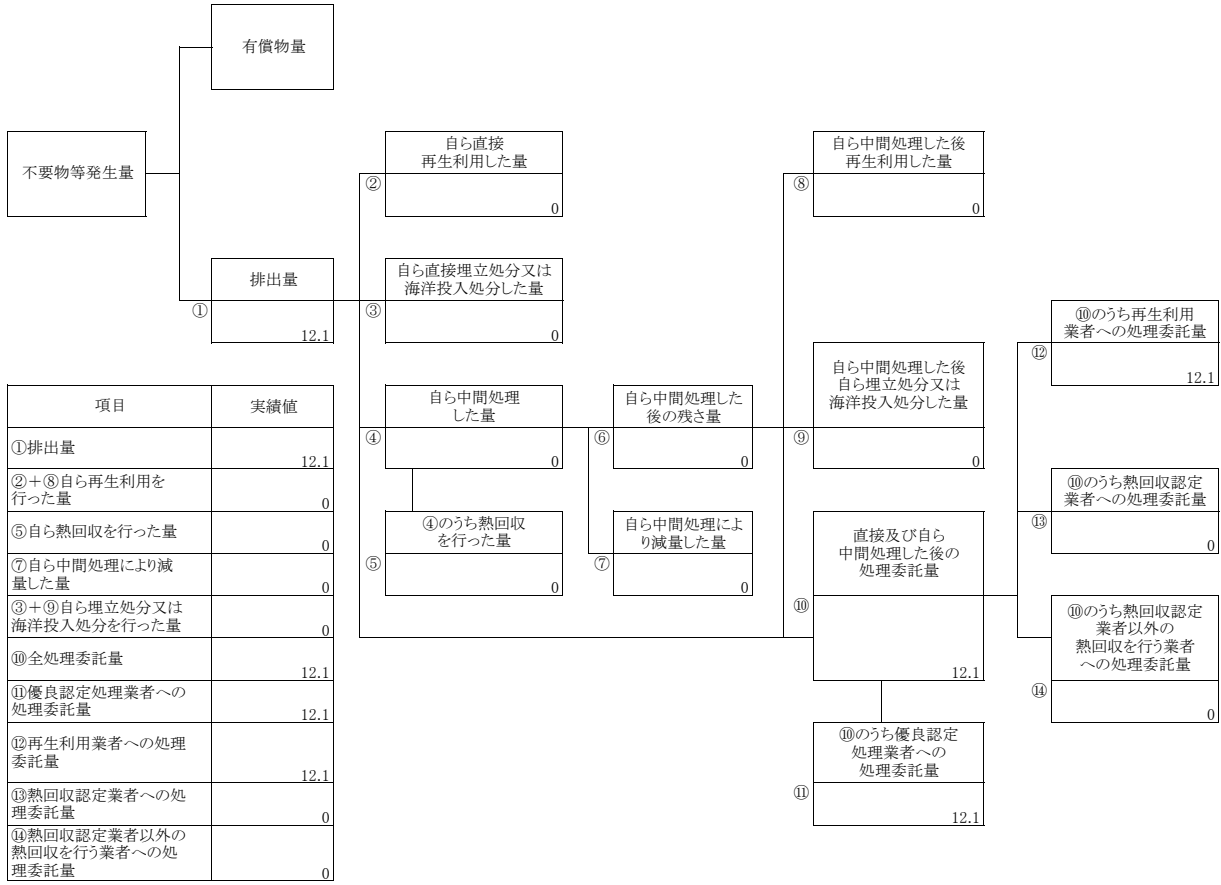 有償物量
不要物等発生量
自ら直接
再生利用した量
②
0
自ら中間処理した後
再生利用した量
⑧
0
排出量
①
12.1
自ら直接埋立処分又は
海洋投入処分した量
③
0
⑩のうち再生利用
業者への処理委託量
⑫
12.1
自ら中間処理
した量
④
0
自ら中間処理した
後の残さ量
⑥
0
自ら中間処理した後
自ら埋立処分又は
海洋投入処分した量
⑨
0
⑩のうち熱回収認定
業者への処理委託量
⑬
0
④のうち熱回収
を行った量
⑤
0
自ら中間処理によ
り減量した量
⑦
0
直接及び自ら
中間処理した後の
処理委託量
⑩
12.1
⑩のうち熱回収認定
業者以外の
熱回収を行う業者
への処理委託量
⑭
0
⑩のうち優良認定
処理業者への
処理委託量
⑪
12.1
項目 実績値
①排出量
12.1
②＋⑧自ら再生利用を
行った量
0
⑤自ら熱回収を行った量
0
⑦自ら中間処理により減
量した量
0
③＋⑨自ら埋立処分又は
海洋投入処分を行った量
0
⑩全処理委託量
12.1
⑪優良認定処理業者への
処理委託量
12.1
⑫再生利用業者への処理
委託量
12.1
⑬熱回収認定業者への処
理委託量
0
⑭熱回収認定業者以外の
熱回収を行う業者への処
理委託量
0